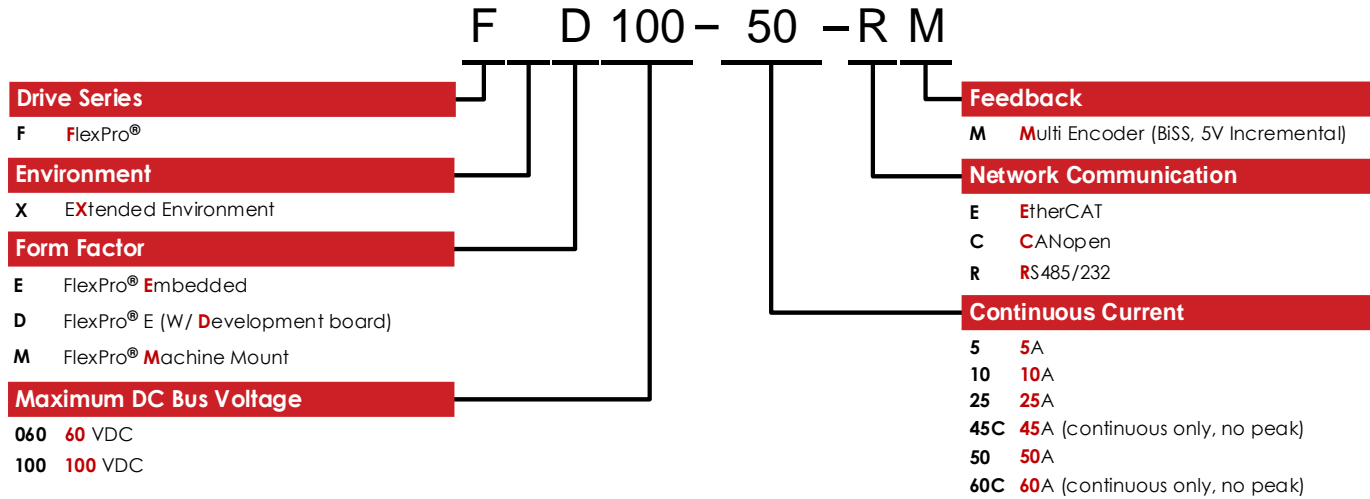 F D 100 – 50 – R M
Drive Series
F FlexPro®
Environment
X EXtended Environment
Form Factor
E FlexPro® Embedded
D FlexPro® E (W/ Development board)
M FlexPro® Machine Mount
Maximum DC Bus Voltage
060 60 VDC
100 100 VDC
Feedback
M Multi Encoder (BiSS, 5V Incremental)
Network Communication
E EtherCAT
C CANopen
R RS485/232
Continuous Current
5 5A
10 10A
25 25A
45C 45A (continuous only, no peak)
50 50A
60C 60A (continuous only, no peak)